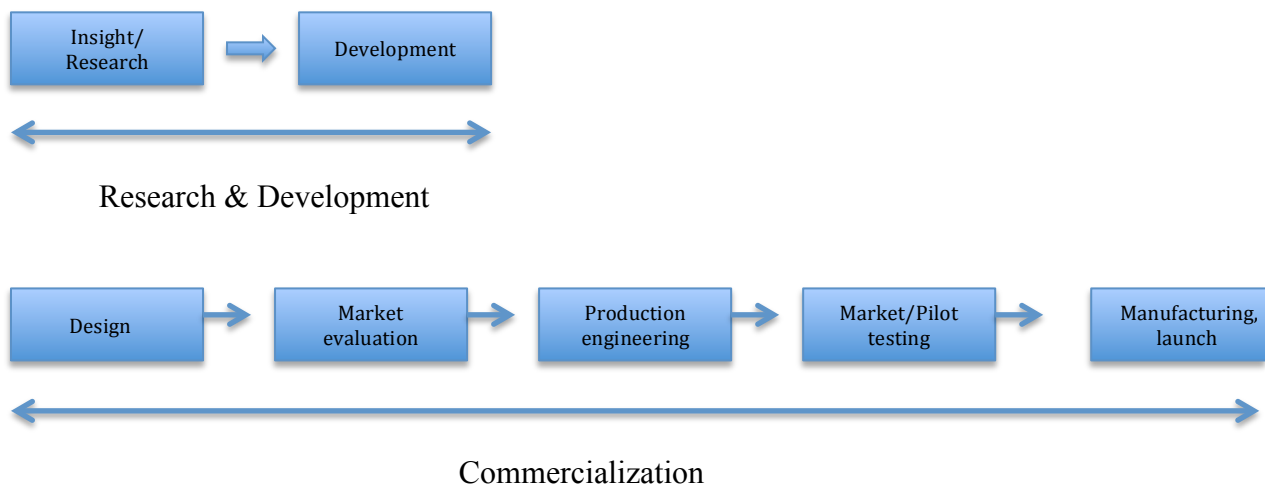 Insight/
Research
Development
Research & Development
Design
Market
evaluation
Production
engineering
Market/Pilot
testing
Manufacturing,
launch
Commercialization